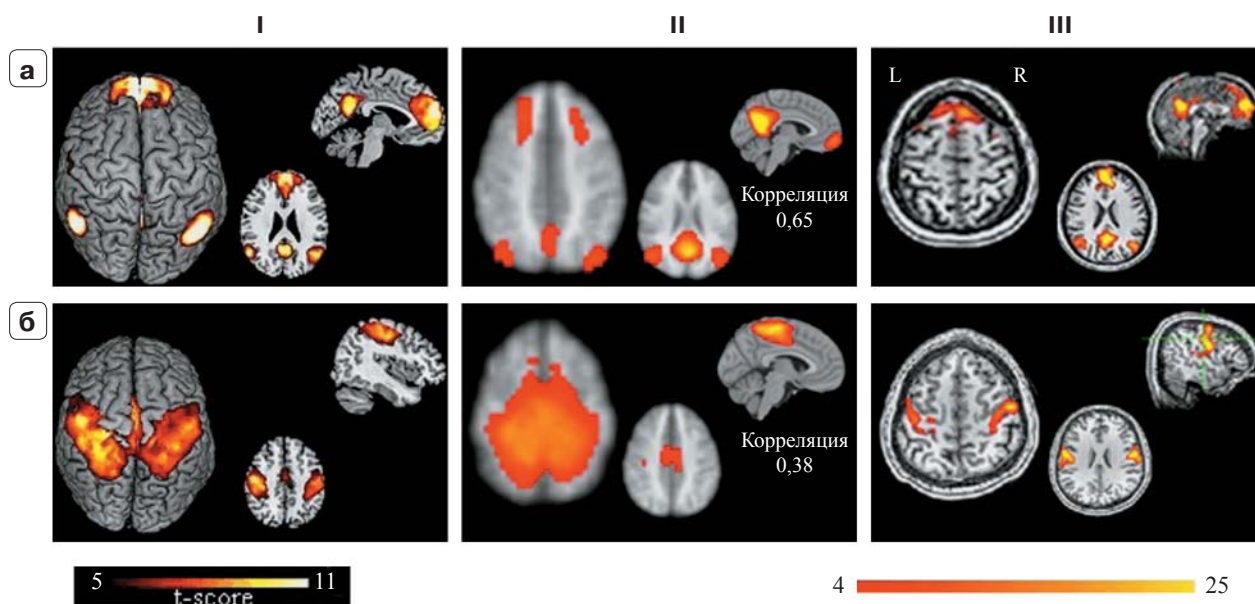 I II III
а
L R
Корреляция
0,65
б
Корреляция
0,38
5 11
t-score
4 25